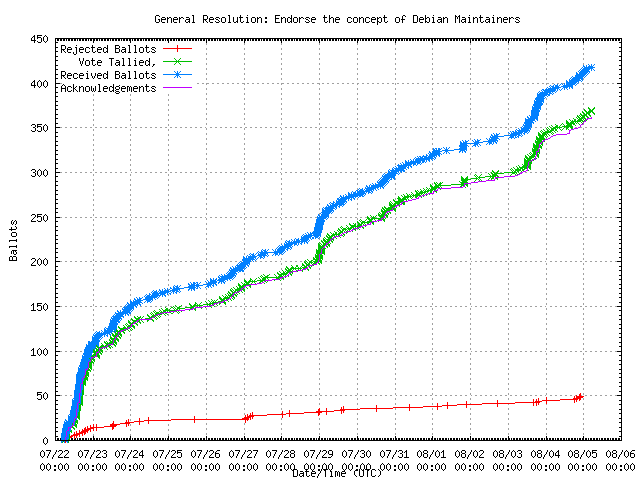 General Resolution: Endorse the concept of Debian Maintainers
450
400
350
300
250
200
150
100
50
0
Ballots
Rejected Ballots
Vote Tallied,
Received Ballots
Acknowledgements
07/22 07/23 07/24 07/25 07/26 07/27 07/28 07/29 07/30 07/31 08/01 08/02 08/03 08/04 08/05 08/06
00:00 00:00 00:00 00:00 00:00 00:00 00:00 00:00 00:00 00:00 00:00 00:00 00:00 00:00 00:00 00:00
Date/Time (UTC)